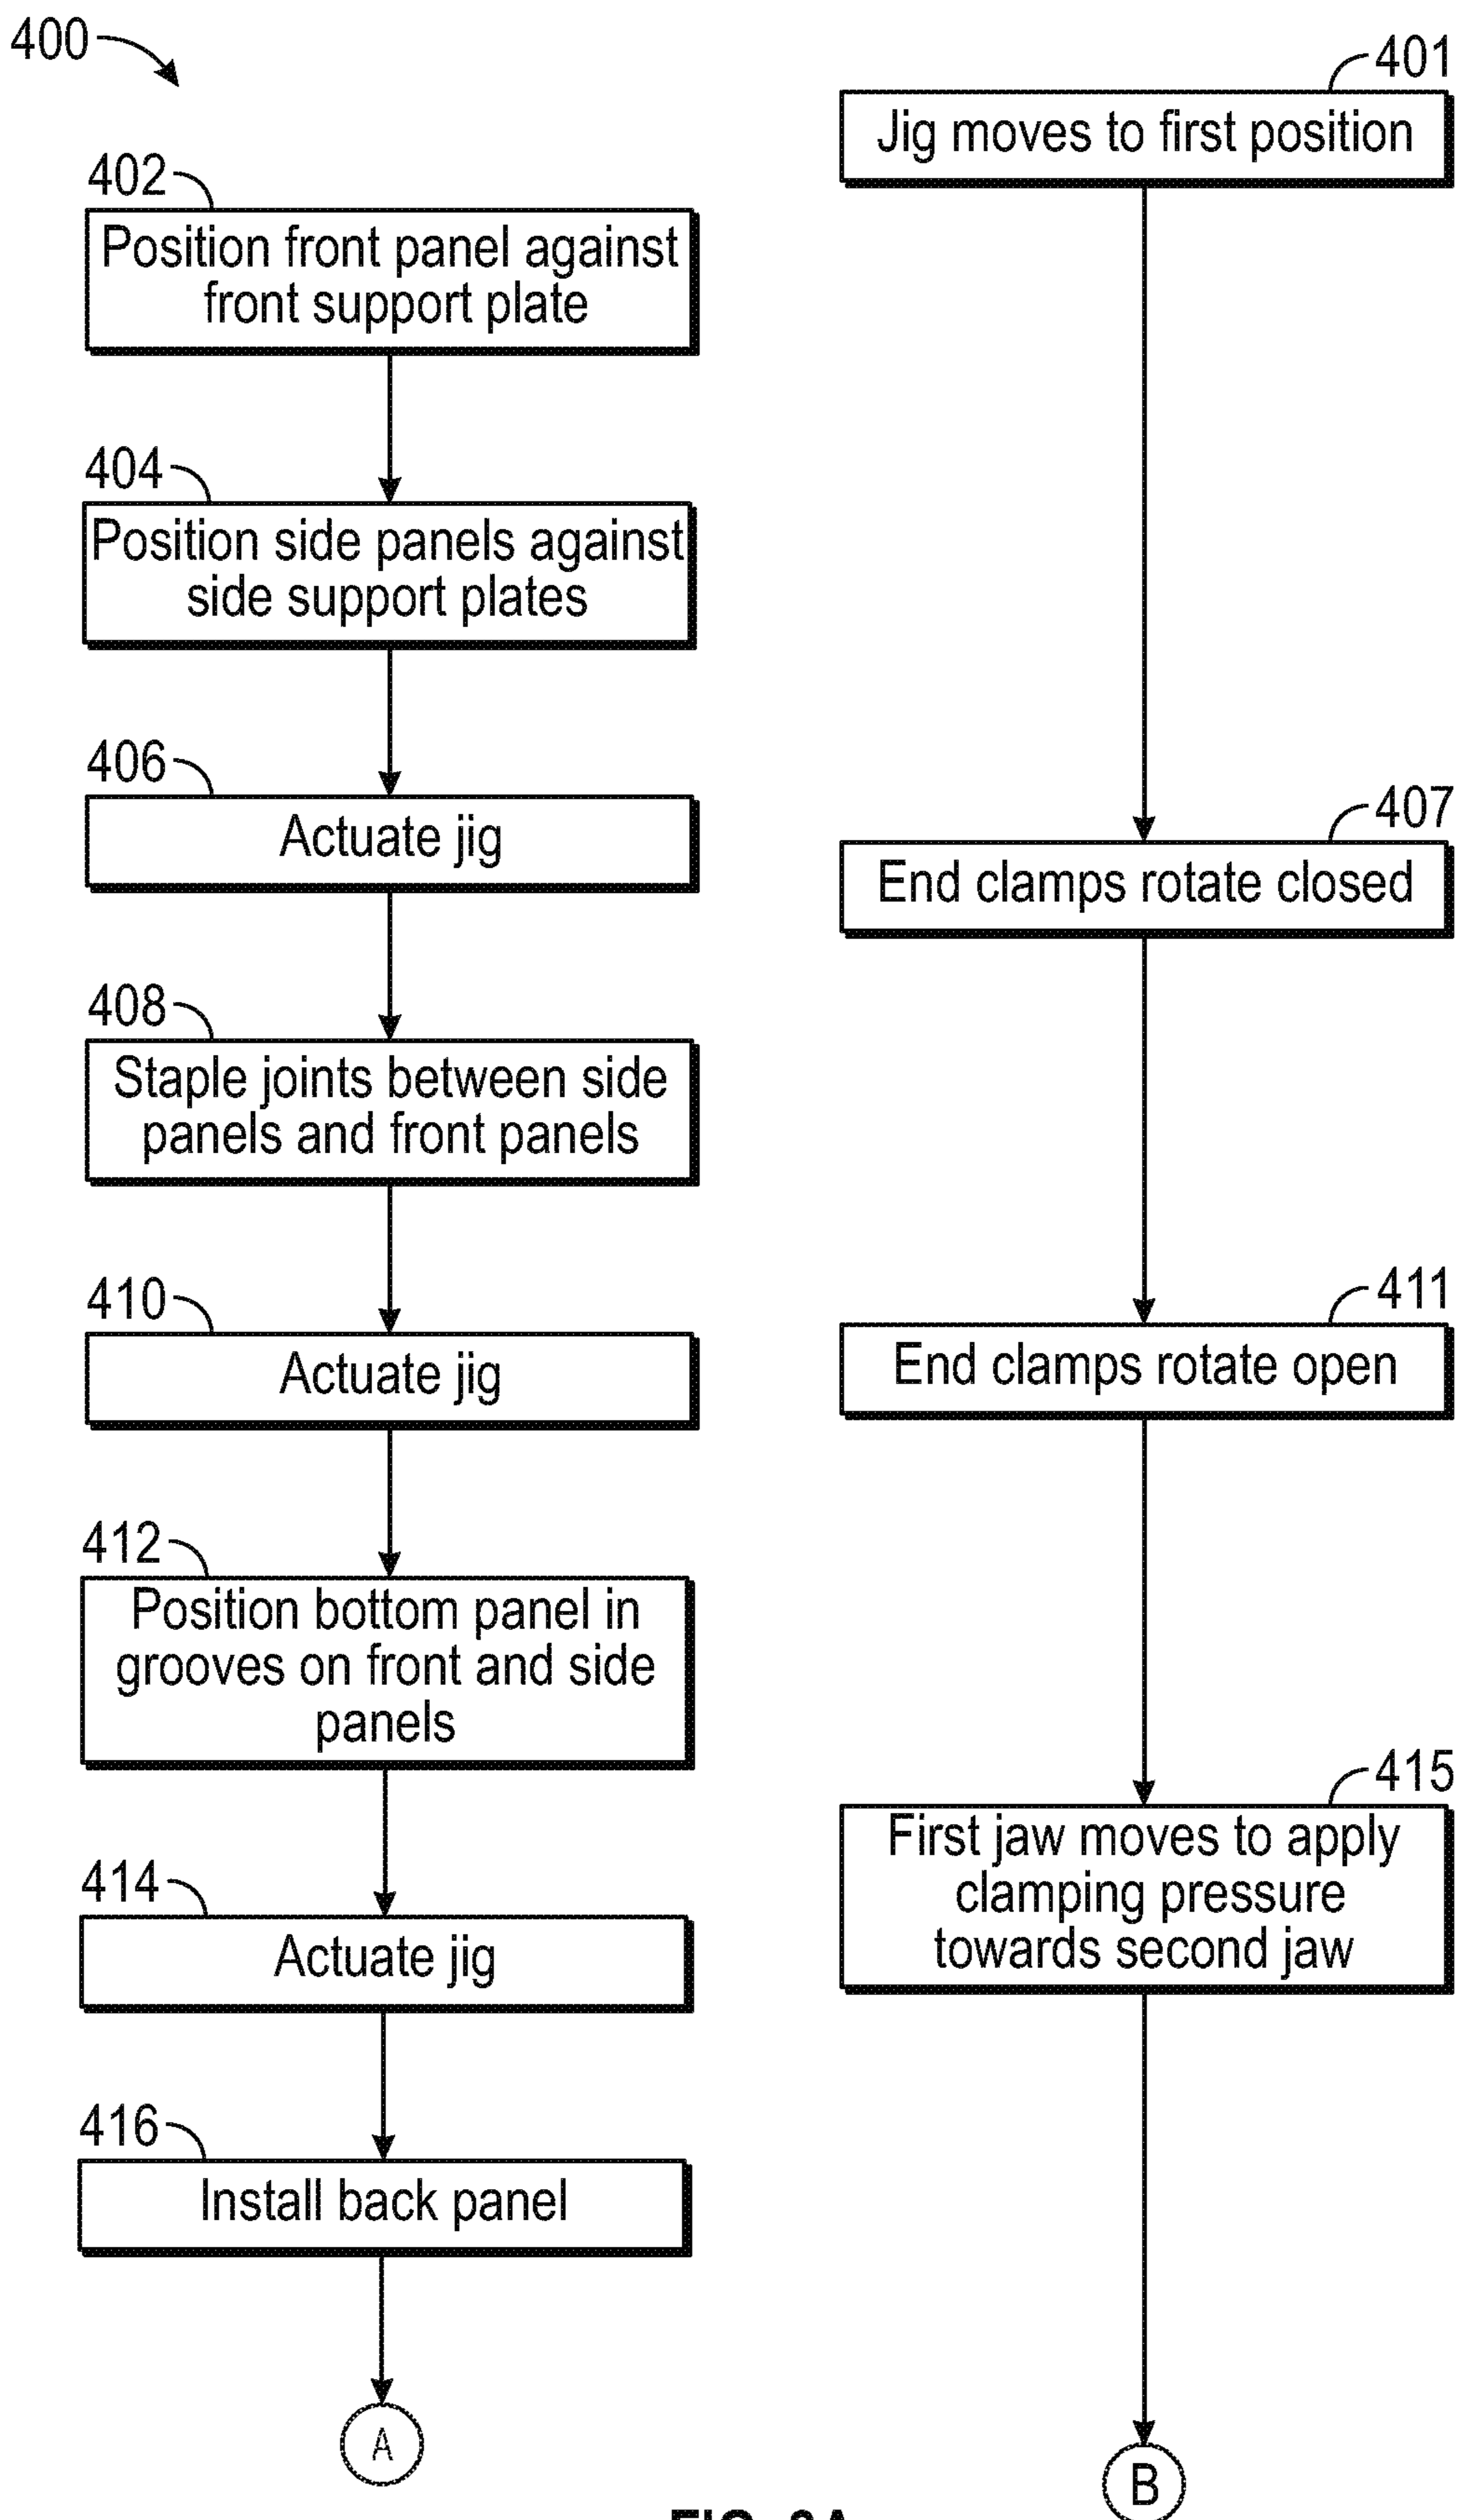 400
401
Jig moves to first position
402
Position front panel against
front support plate
404
Position side panels against
side support plates
406
Actuate jig
407
End clamps rotate closed
408
Staple joints between side
panels and front panels
410
Actuate jig
411
End clamps rotate open
412
Position bottom panel in
grooves on front and side
panels
414
Actuate jig
415
First jaw moves to apply
clamping pressure
towards second jaw
416
Install back panel
A
B